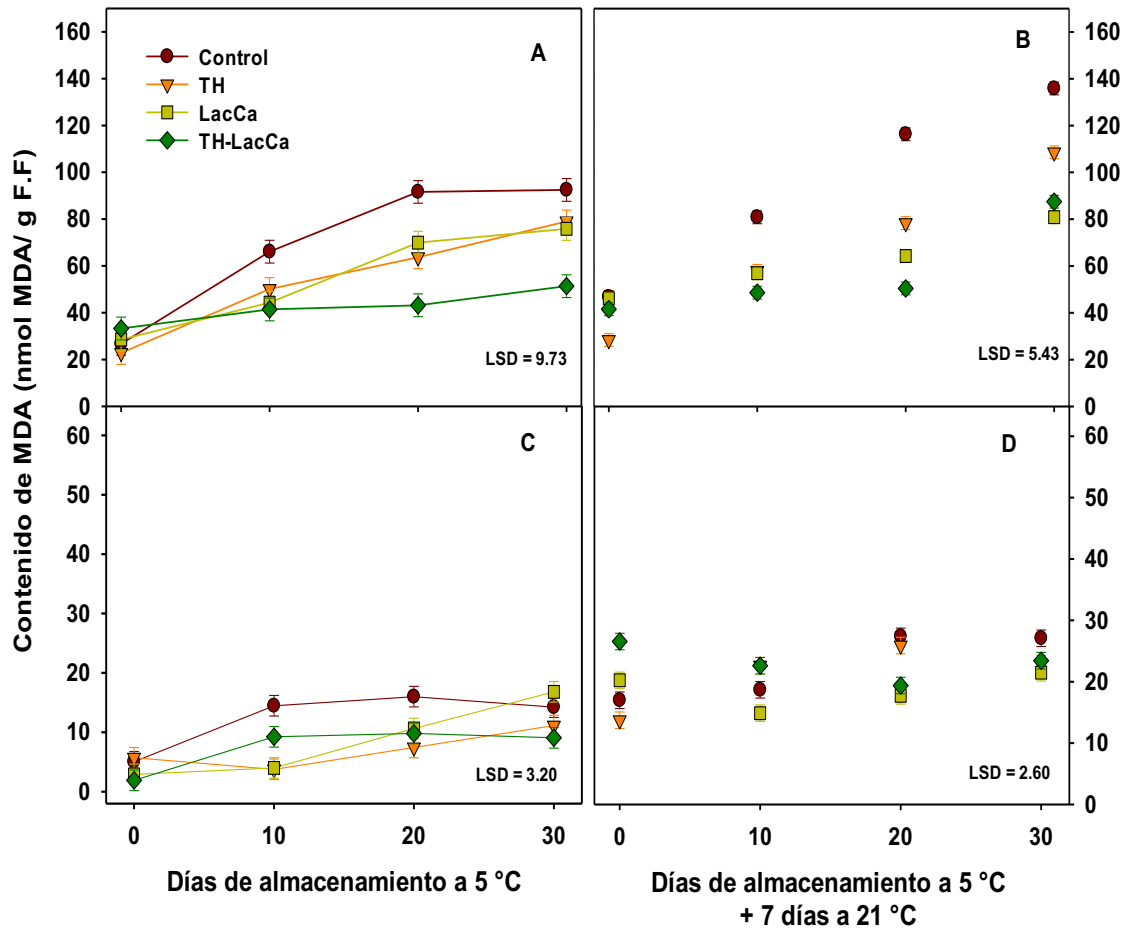 Contenido de MDA (nmol MDA/ g F.F)
160
140
120
100
80
60
40
20
0
A
Control
TH
LacCa
TH-LacCa
LSD = 9.73
B
LSD = 5.43
160
140
120
100
80
60
40
20
0
60
50
40
30
20
10
0
C
LSD = 3.20
D
LSD = 2.60
60
50
40
30
20
10
0
0 10 20 30
0 10 20 30
Días de almacenamiento a 5 °C
Días de almacenamiento a 5 °C
+ 7 días a 21 °C